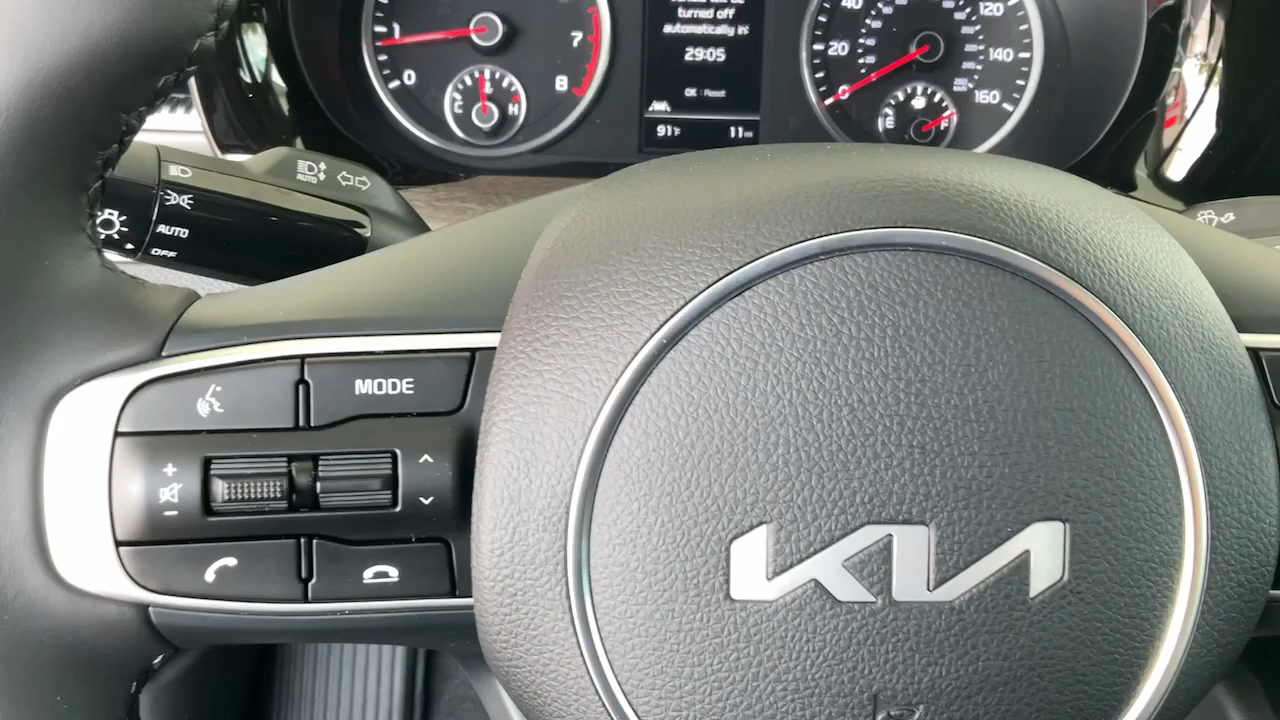 turned off
automatically in:
29:05
OK : Reset
91°F
11 mi
1
0
7
8
H
20
40
0
120
140
160
E
F
AUTO
AUTO
OFF
MODE
KIA